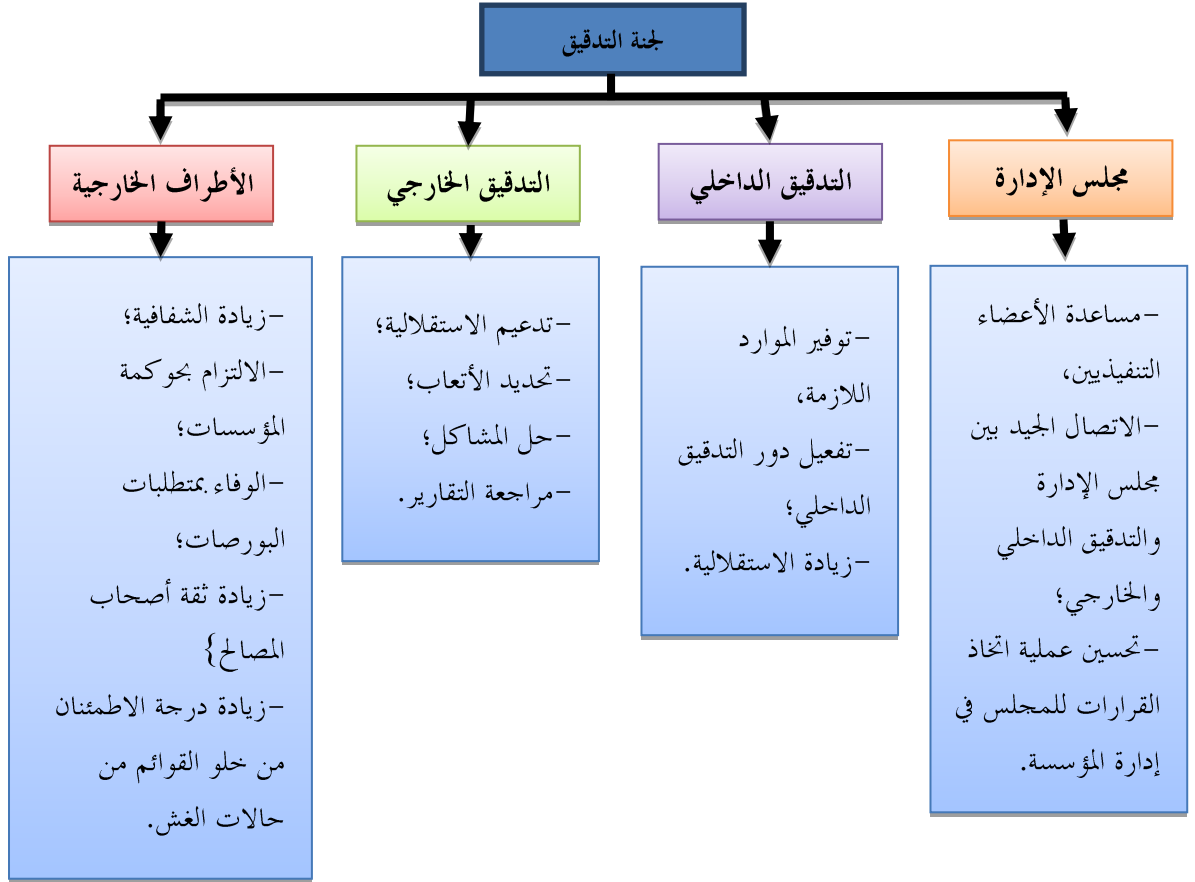 لجنة التدقيق
مجلس الإدارة
التدقيق الداخلي
التدقيق الخارجي
الأطراف الخارجية
-مساعدة الأعضاء
التنفيذيين،
-الاتصال الجيد بين
مجلس الإدارة
والتدقيق الداخلي
والخارجي؛
-تحسين عملية اتخاذ
القرارات للمجلس في
إدارة المؤسسة.
-توفير الموارد
اللازمة،
-تفعيل دور التدقيق
الداخلي؛
-زيادة الاستقلالية.
-تدعيم الاستقلالية؛
-تحديد الأتعاب؛
-حل المشاكل؛
-مراجعة التقارير.
-زيادة الشفافية؛
-الالتزام بحوكمة
المؤسسات؛
-الوفاء بمتطلبات
البورصات؛
-زيادة ثقة أصحاب
المصالح}
-زيادة درجة الاطمئنان
من خلو القوائم من
حالات الغش.